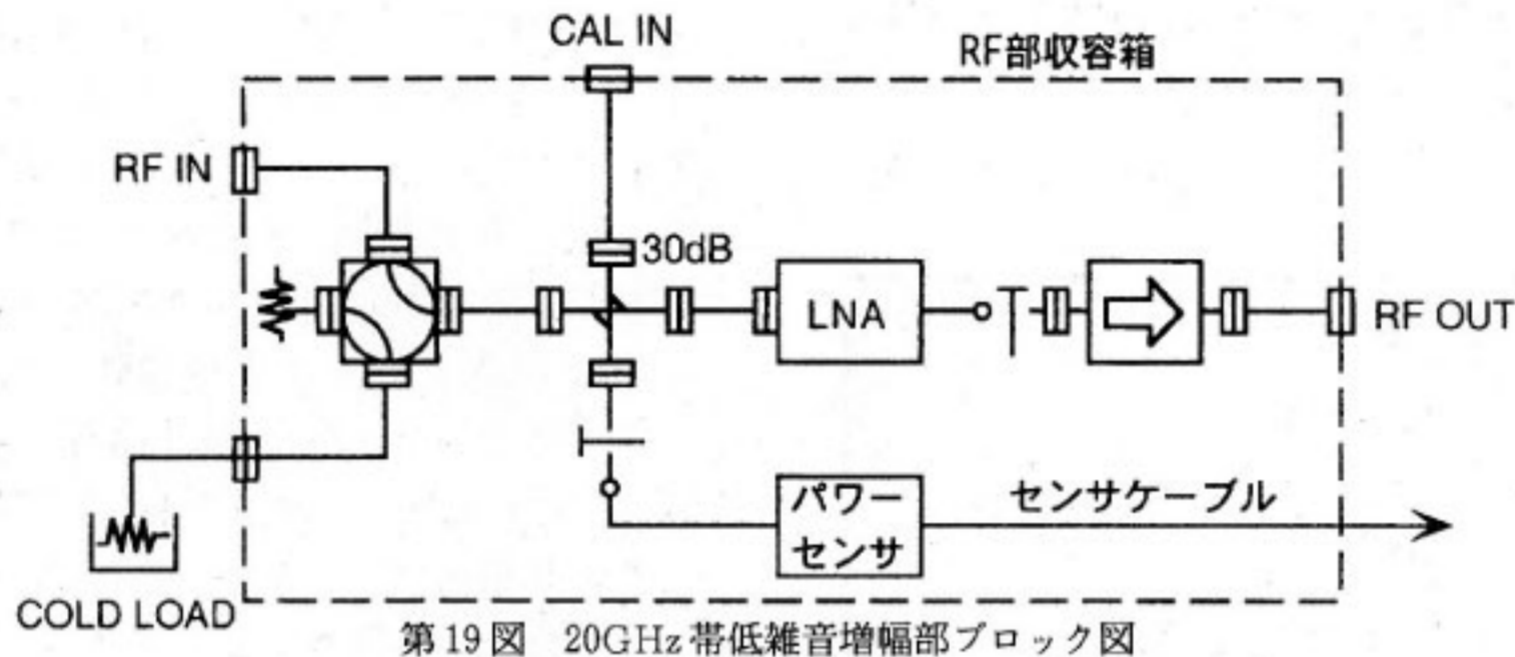 CAL IN
RF部収容箱
RF IN
30dB
LNA
RF OUT
パワー
センサ
センサケーブル
COLD LOAD
第19図 20GHz帯低雑音増幅部ブロック図